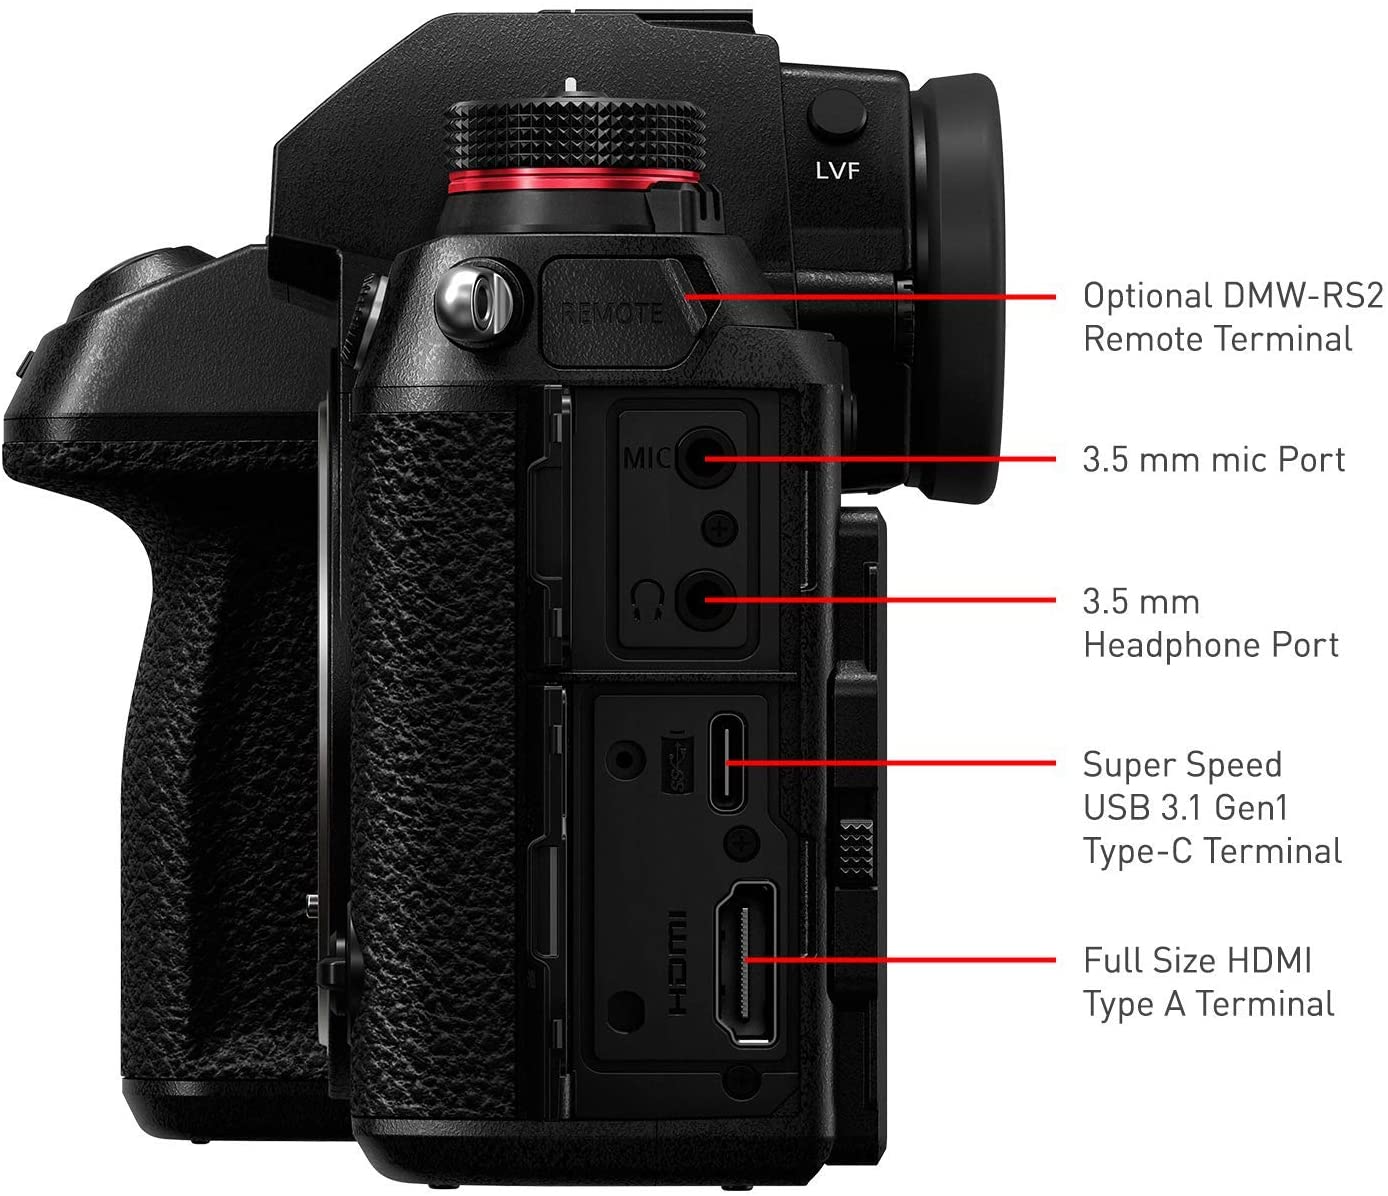 LVF
REMOTE
Optional DMW-RS2
Remote Terminal
MIC
3.5 mm mic Port
3.5 mm
Headphone Port
SS
Super Speed
USB 3.1 Gen1
Type-C Terminal
HDMI
Full Size HDMI
Type A Terminal